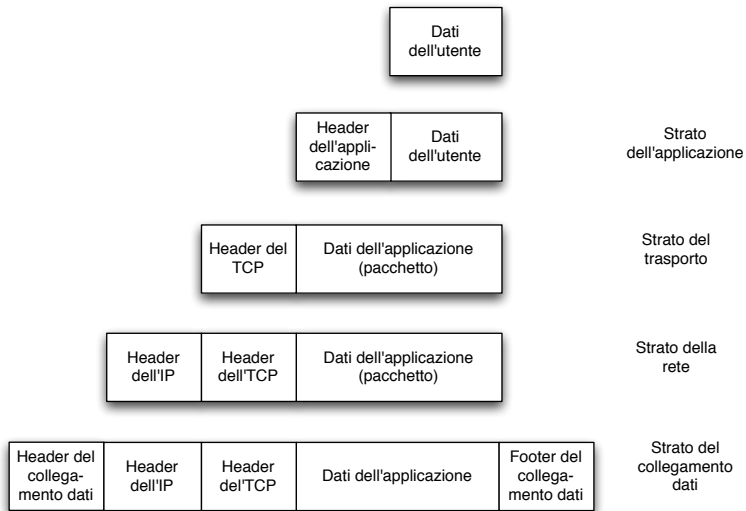 Dati
dell'utente
Header
dell'appli-
cazione
Dati
dell'utente
Strato
dell'applicazione
Header del
TCP
Dati dell'applicazione
(pacchetto)
Strato del
trasporto
Header
dell'IP
Header
dell'TCP
Dati dell'applicazione
(pacchetto)
Strato della
rete
Header del
collega-
mento dati
Header
dell'IP
Header
del'TCP
Dati dell'applicazione
Footer del
collega-
mento dati
Strato del
collegamento
dati